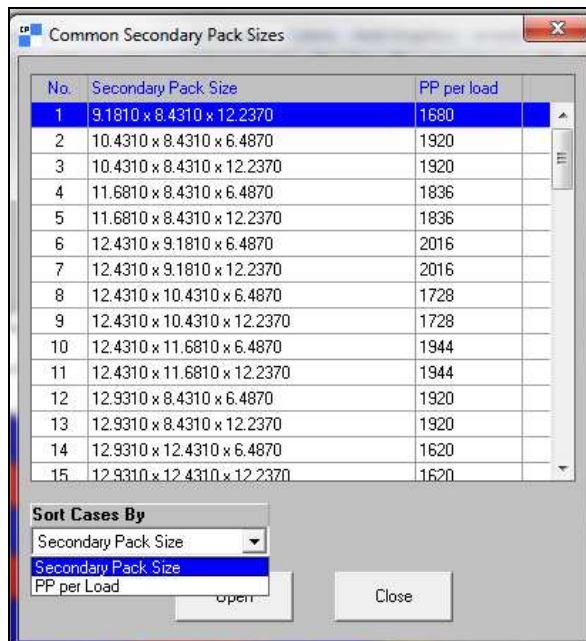 CP
Common Secondary Pack Sizes
No. Secondary Pack Size PP per load
1 9.1810 x 8.4310 x 12.2370 1680
2 10.4310 x 8.4310 x 6.4870 1920
3 10.4310 x 8.4310 x 12.2370 1920
4 11.6810 x 8.4310 x 6.4870 1836
5 11.6810 x 8.4310 x 12.2370 1836
6 12.4310 x 9.1810 x 6.4870 2016
7 12.4310 x 9.1810 x 12.2370 2016
8 12.4310 x 10.4310 x 6.4870 1728
9 12.4310 x 10.4310 x 12.2370 1728
10 12.4310 x 11.6810 x 6.4870 1944
11 12.4310 x 11.6810 x 12.2370 1944
12 12.9310 x 8.4310 x 6.4870 1920
13 12.9310 x 8.4310 x 12.2370 1920
14 12.9310 x 12.4310 x 6.4870 1620
15 12.9310 x 12.4310 x 12.2370 1620
Sort Cases By
Secondary Pack Size
Secondary Pack Size
PP per Load
Open Close